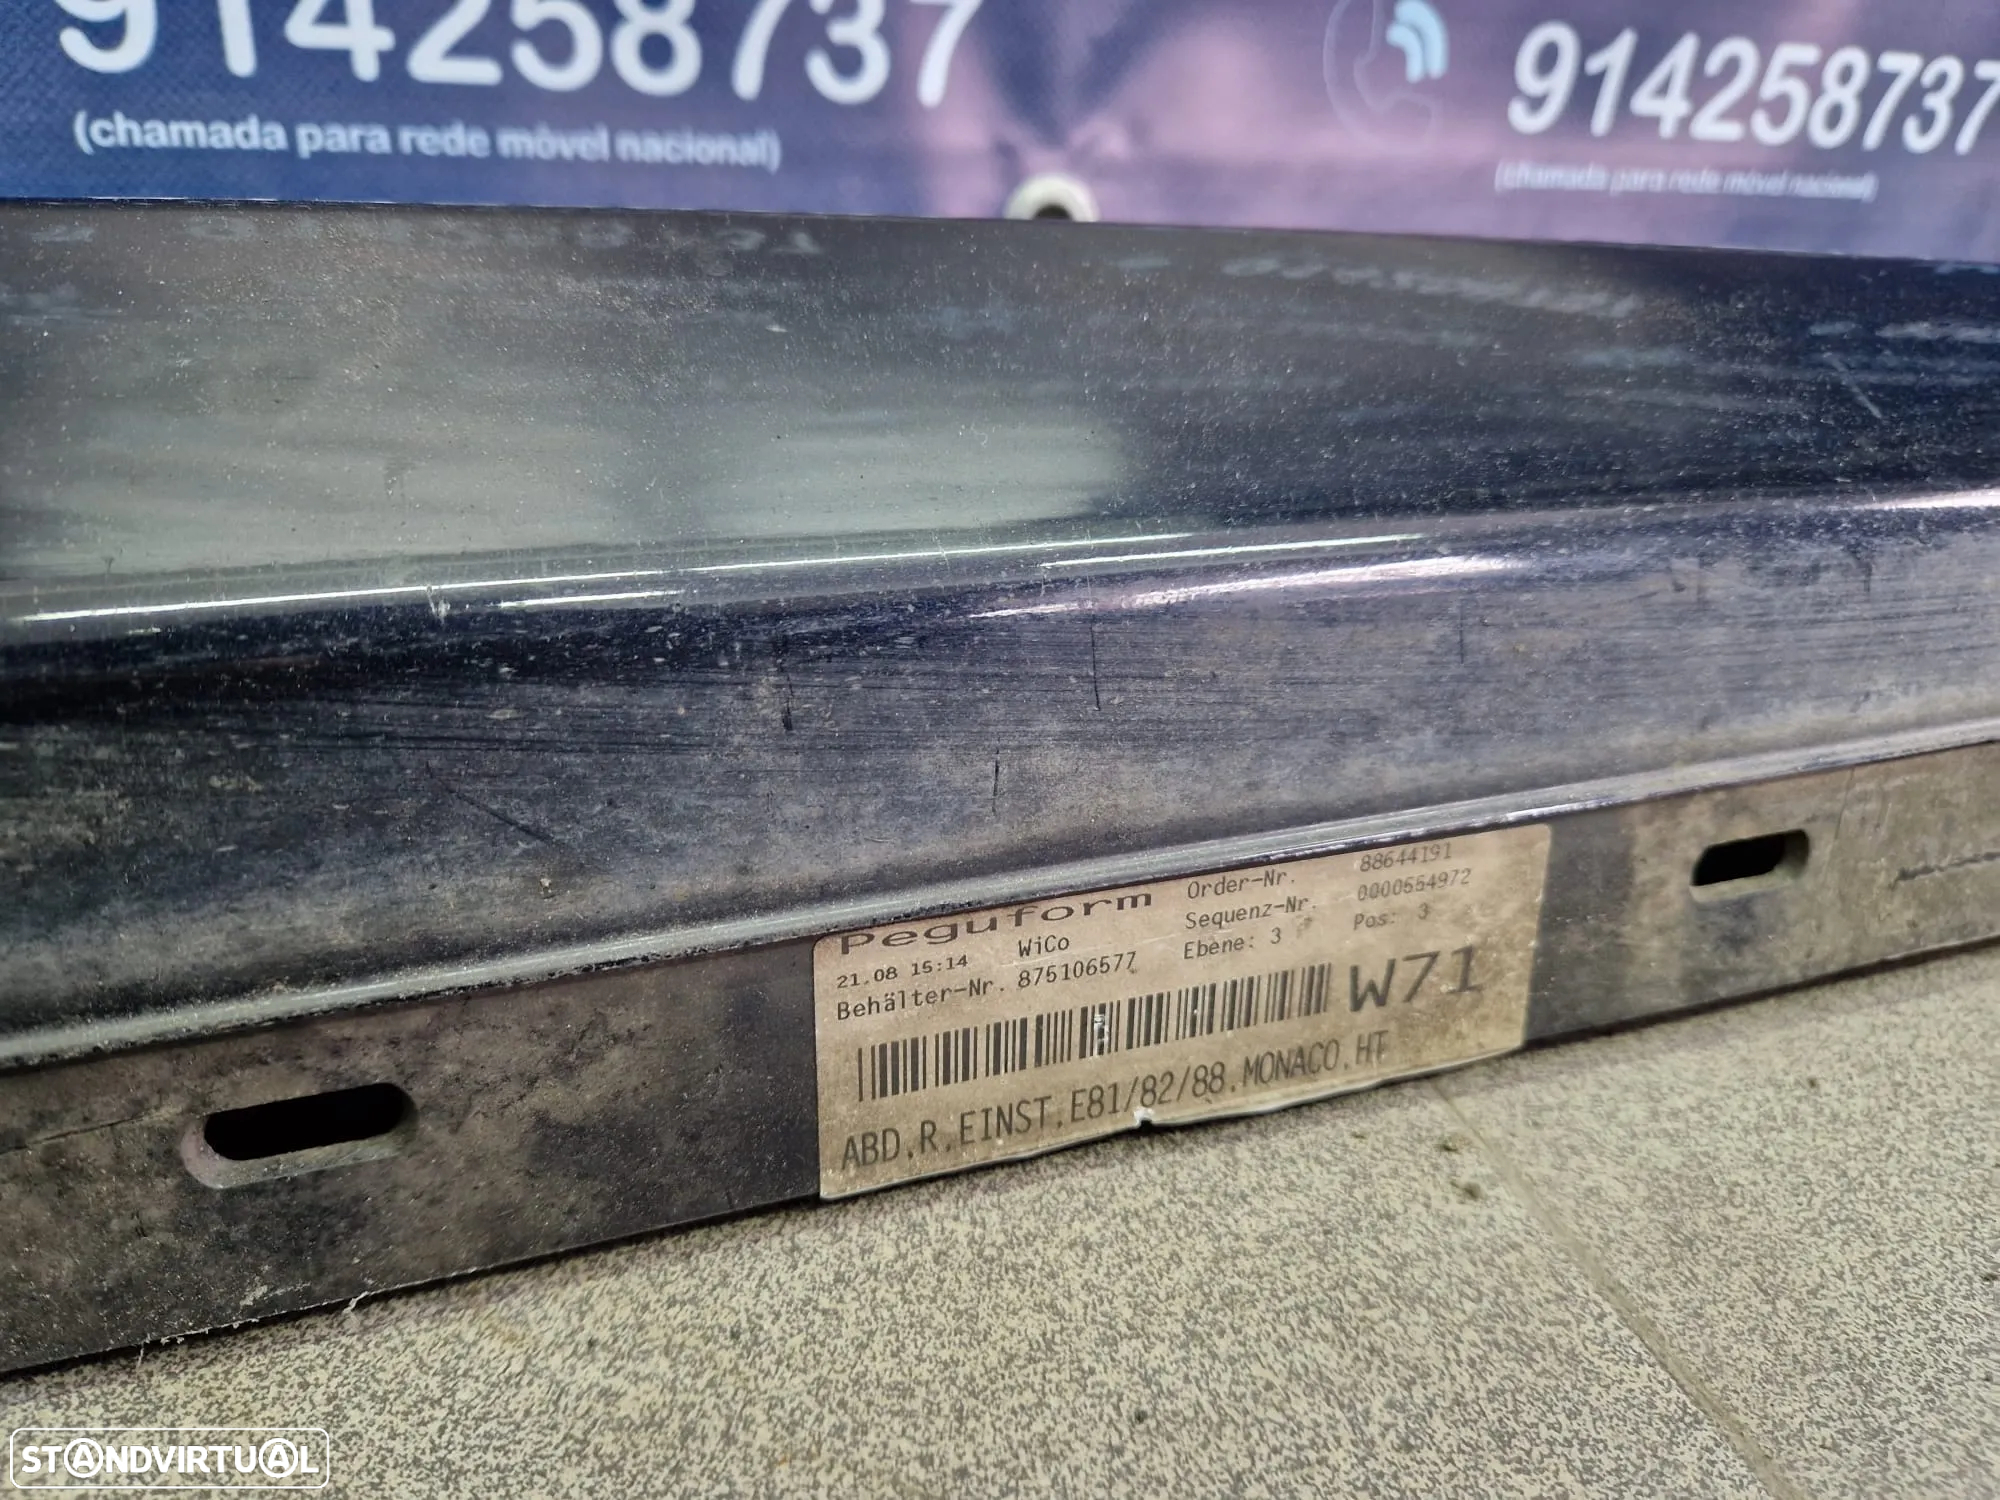 914258737
(chamada para rede móvel nacional)
914258737
(chamada para rede móvel nacional)
Peguform
21.08 15:14 WiCo
Behälter-Nr. 875106577
Order-Nr. 88644191
Sequenz-Nr. 0000554972
Ebene: 3 Pos: 3
W71
ABD.R.EINST.E81/82/88.MONACO.HT
STANDVIRTUAL